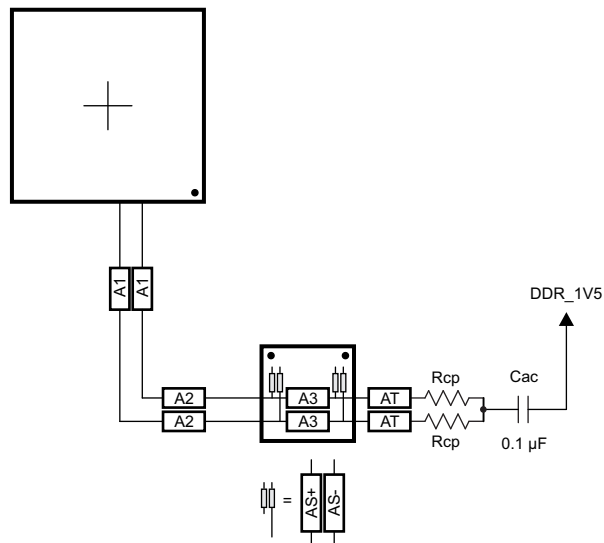 A1 A1
DDR_1V5
A2 A3 AT Rcp Cac
A2 A3 AT Rcp 0.1 µF
= AS+ AS-